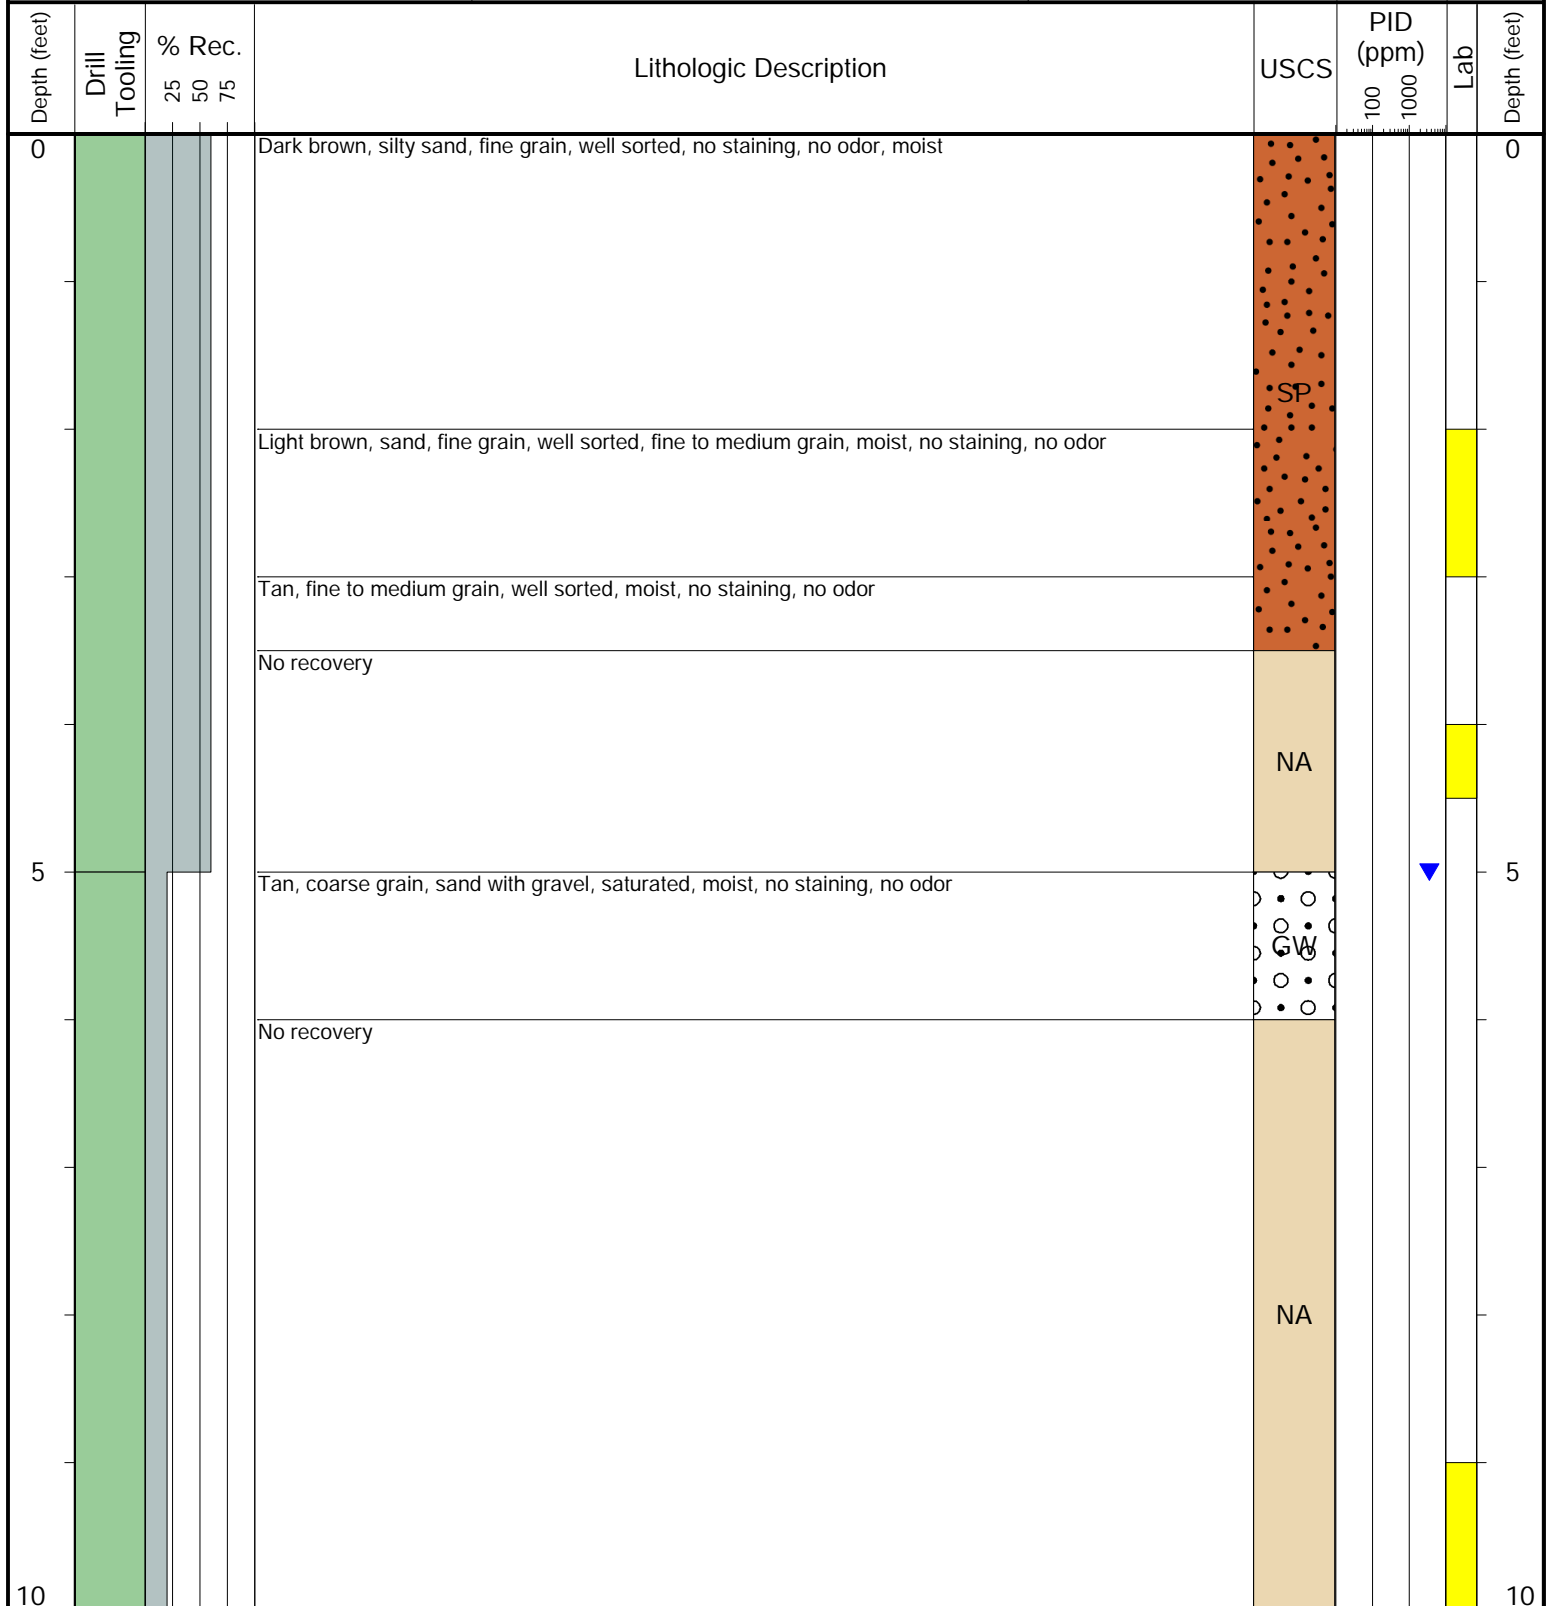 Depth (feet)
Drill Tooling
% Rec.
25 50 75
Lithologic Description
USCS
PID (ppm)
100 1000
Lab
Depth (feet)
0
Dark brown, silty sand, fine grain, well sorted, no staining, no odor, moist
0
SP
Light brown, sand, fine grain, well sorted, fine to medium grain, moist, no staining, no odor
Tan, fine to medium grain, well sorted, moist, no staining, no odor
No recovery
NA
5
Tan, coarse grain, sand with gravel, saturated, moist, no staining, no odor
5
GW
No recovery
NA
10
10